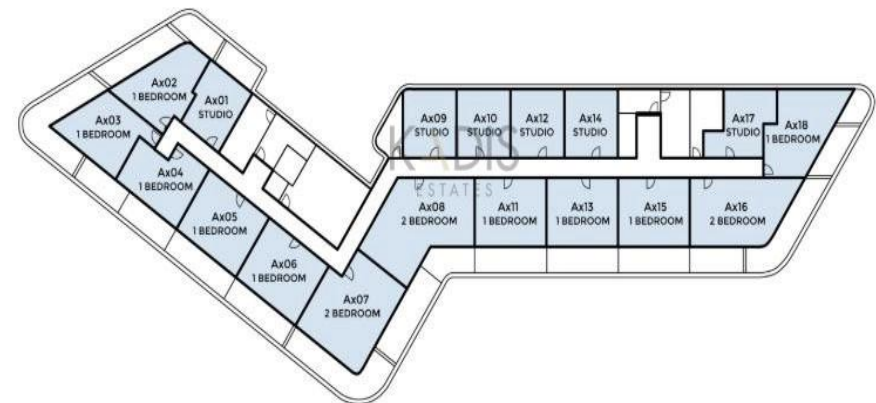 Ax02
1 BEDROOM
Ax01
STUDIO
Ax03
1 BEDROOM
Ax04
1 BEDROOM
Ax05
1 BEDROOM
Ax06
1 BEDROOM
Ax07
2 BEDROOM
Ax09
STUDIO
Ax10
STUDIO
Ax12
STUDIO
Ax14
STUDIO
Ax17
STUDIO
Ax18
1 BEDROOM
KADIS
ESTATES
Ax08
2 BEDROOM
Ax11
1 BEDROOM
Ax13
1 BEDROOM
Ax15
1 BEDROOM
Ax16
2 BEDROOM